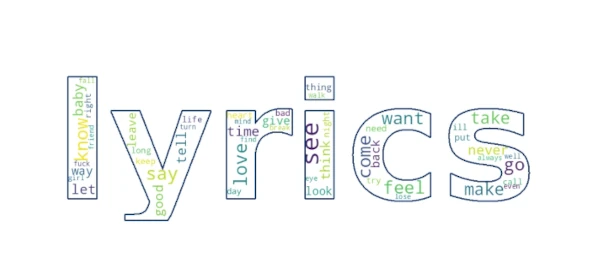 lyrics
fall
baby
right
know
friend
fuck
way
girl
let
leave
life
turn
long
tell
keep
say
good
heart
bad
mind
give
time
break
find
love
day
thing
walk
see
night
think
eye
look
want
need
come
back
try
feel
lose
take
ill
put
never
always
well
go
call
make
even